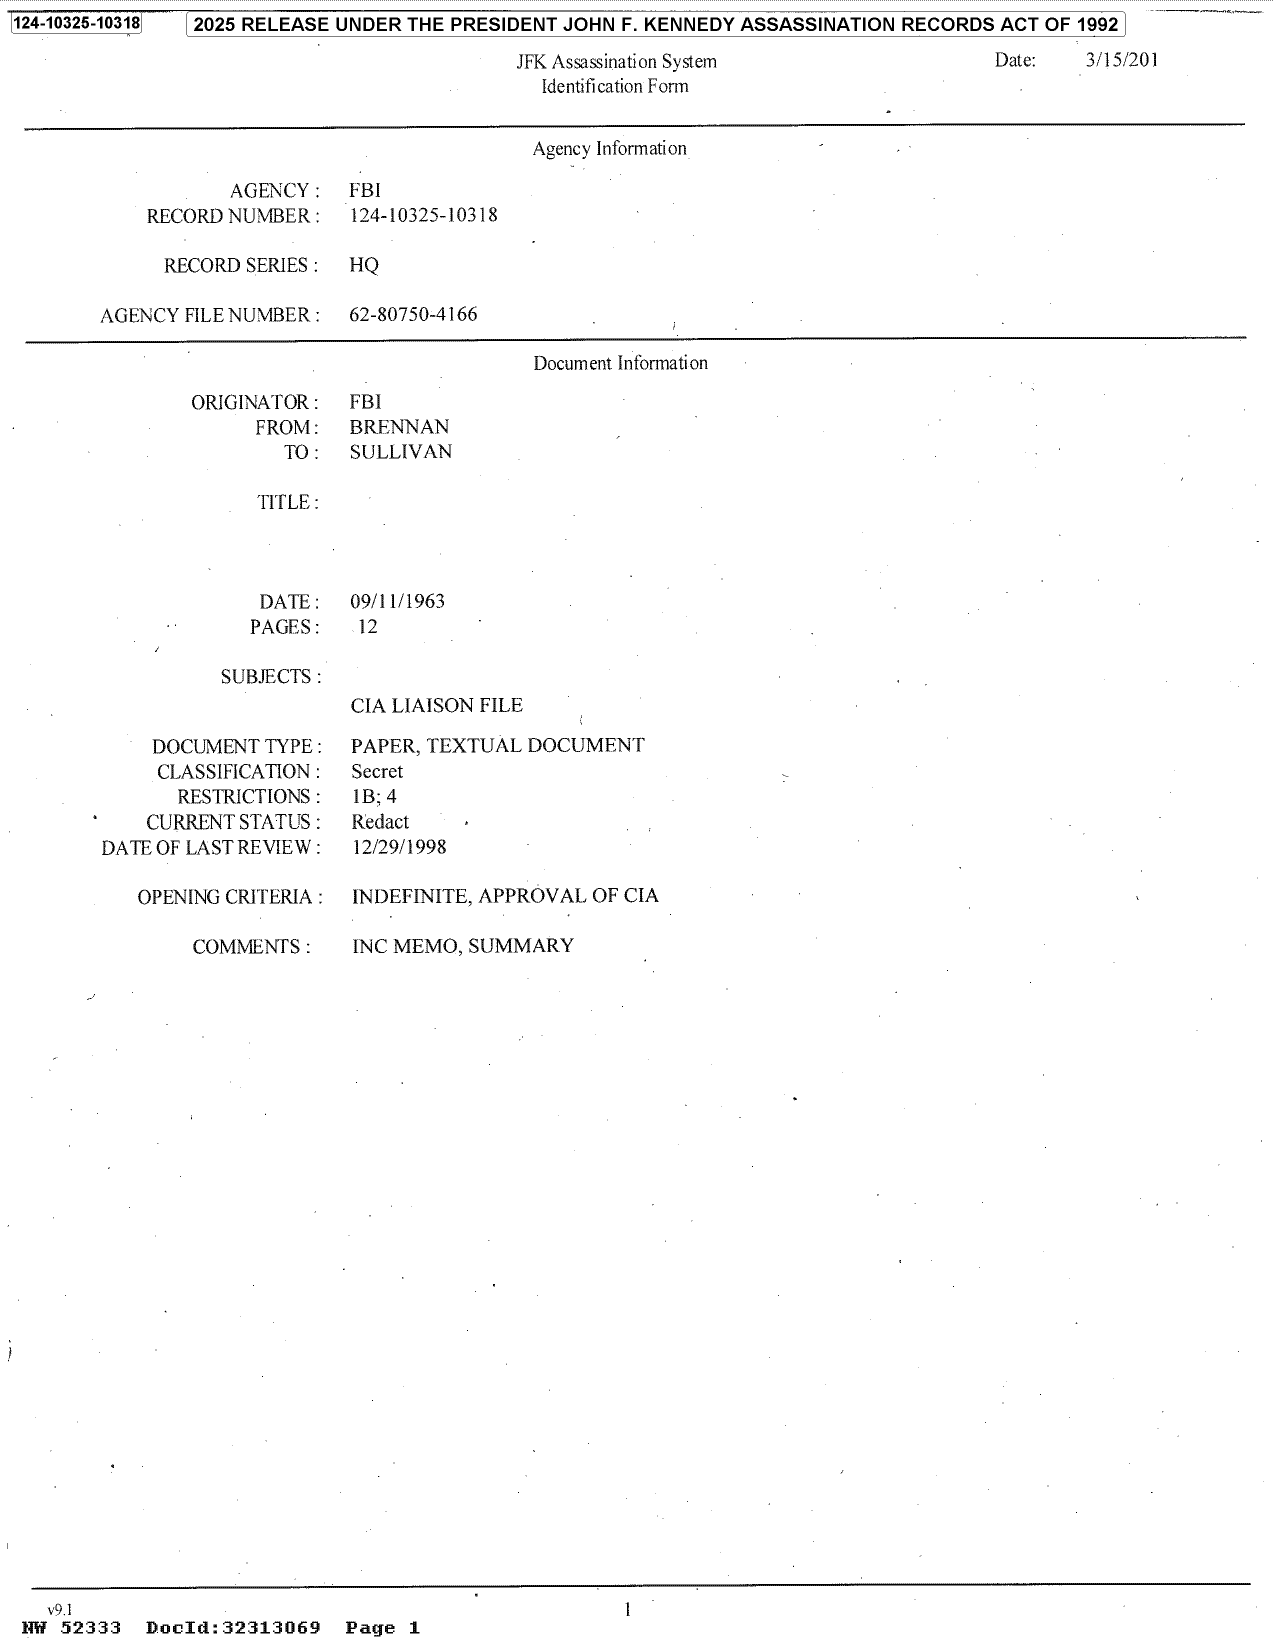 124-10325-10318
2025 RELEASE UNDER THE PRESIDENT JOHN F. KENNEDY ASSASSINATION RECORDS ACT OF 1992
JFK Assassination System
Date: 3/15/201
Identification Form
Agency Information
AGENCY : FBI
RECORD NUMBER : 124-10325-10318
RECORD SERIES : HQ
AGENCY FILE NUMBER : 62-80750-4166
Document Information
ORIGINATOR : FBI
FROM : BRENNAN
TO : SULLIVAN
TITLE :
DATE : 09/11/1963
PAGES : 12
SUBJECTS :
CIA LIAISON FILE
DOCUMENT TYPE : PAPER, TEXTUAL DOCUMENT
CLASSIFICATION : Secret
RESTRICTIONS : 1B; 4
CURRENT STATUS : Redact
DATE OF LAST REVIEW : 12/29/1998
OPENING CRITERIA : INDEFINITE, APPROVAL OF CIA
COMMENTS : INC MEMO, SUMMARY
v9.1
1
NW 52333 DocId:32313069 Page 1